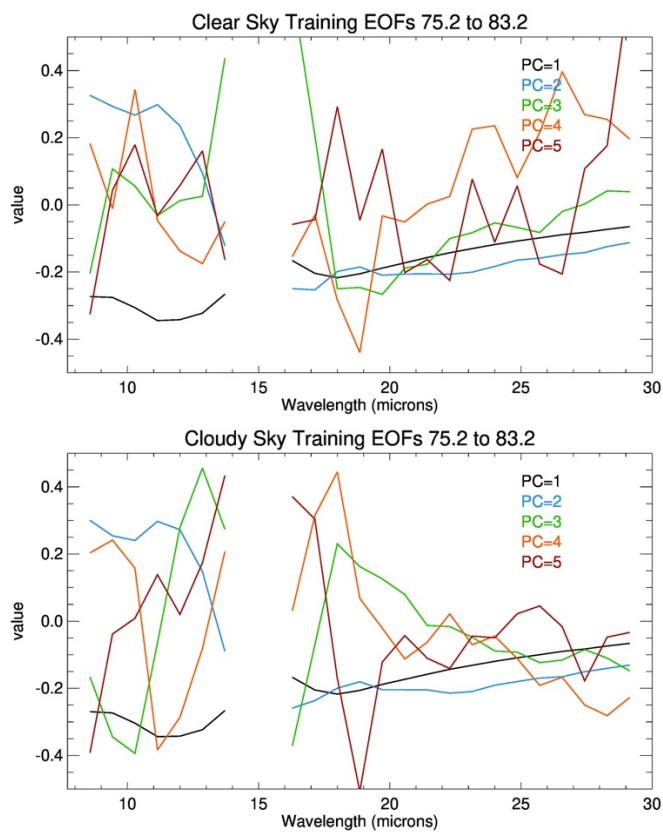 Clear Sky Training EOFs 75.2 to 83.2
0.4
0.2
0.0
-0.2
-0.4
value
PC=1
PC=2
PC=3
PC=4
PC=5
10 15 20 25 30
Wavelength (microns)
Cloudy Sky Training EOFs 75.2 to 83.2
0.4
0.2
0.0
-0.2
-0.4
value
PC=1
PC=2
PC=3
PC=4
PC=5
10 15 20 25 30
Wavelength (microns)